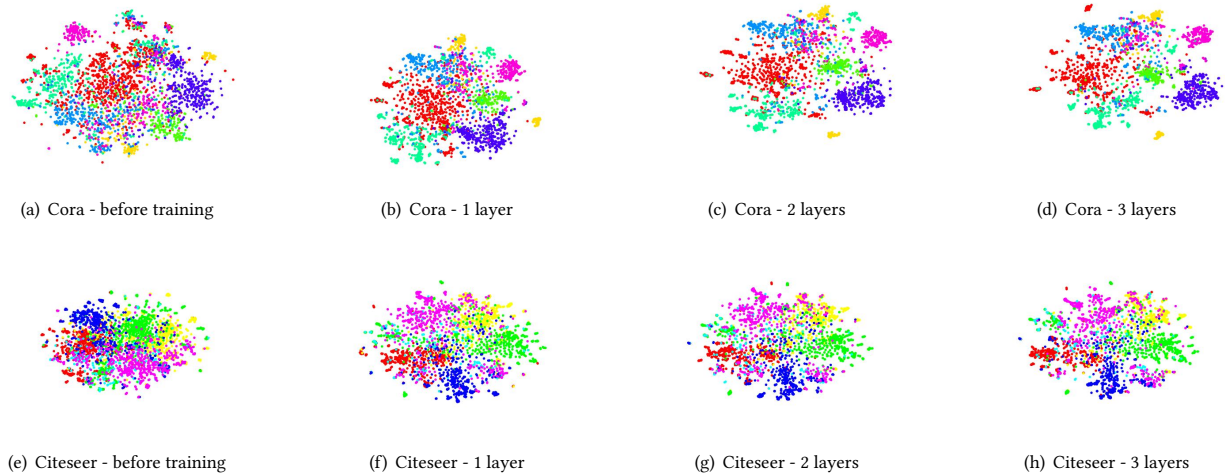 (a) Cora - before training
(b) Cora - 1 layer
(c) Cora - 2 layers
(d) Cora - 3 layers
(e) Citeseer - before training
(f) Citeseer - 1 layer
(g) Citeseer - 2 layers
(h) Citeseer - 3 layers